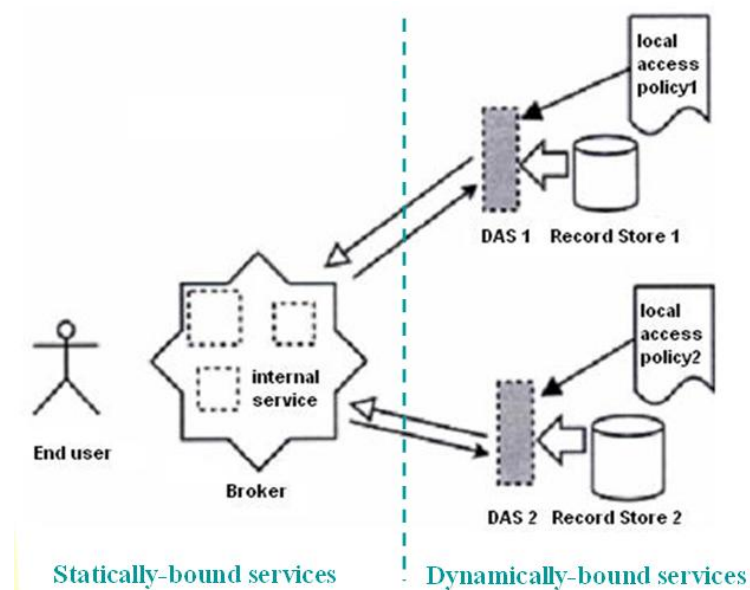 local
access
policy1
DAS 1 Record Store 1
local
access
policy2
internal
service
End user
Broker
DAS 2 Record Store 2
Statically-bound services
Dynamically-bound services